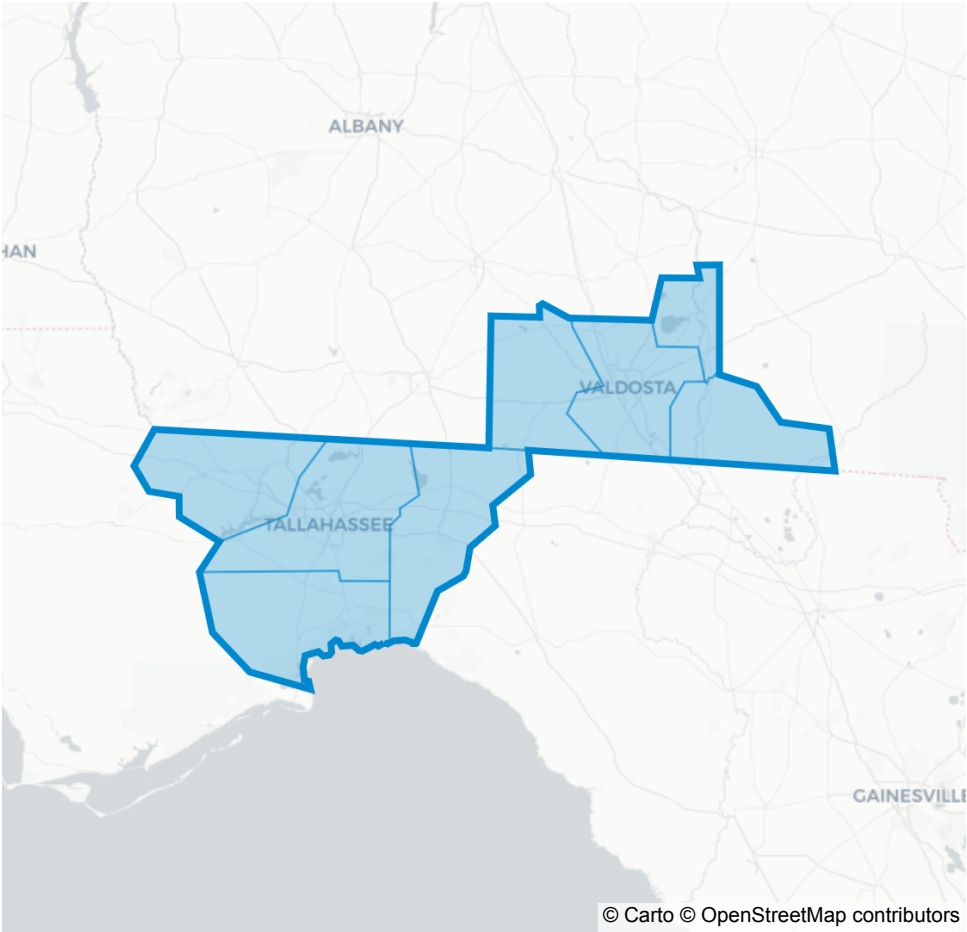 ALBANY
HAN
VALDOSTA
TALLAHASSEE
GAINESVILLE
© Carto © OpenStreetMap contributors